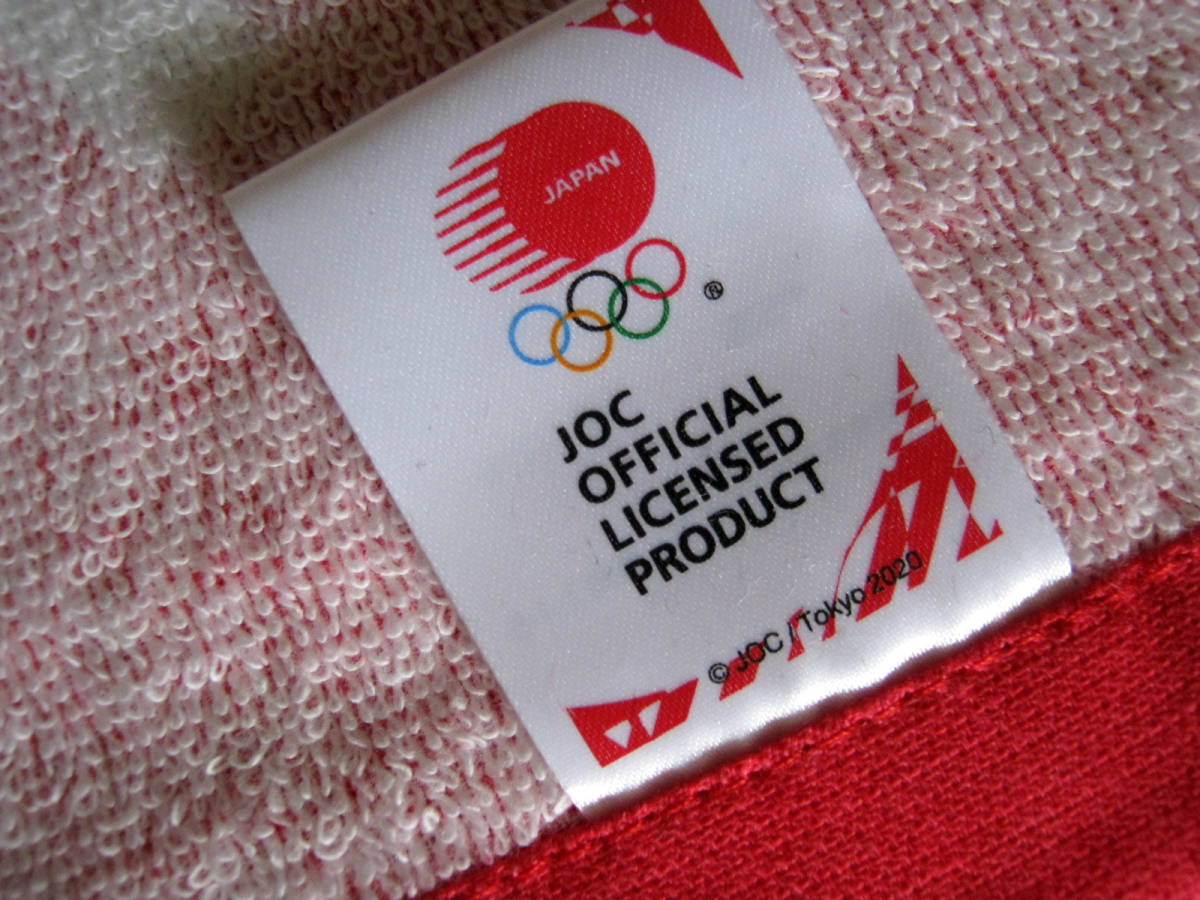 JAPAN
®
JOC
OFFICIAL
LICENSED
PRODUCT
© JOC / Tokyo 2020